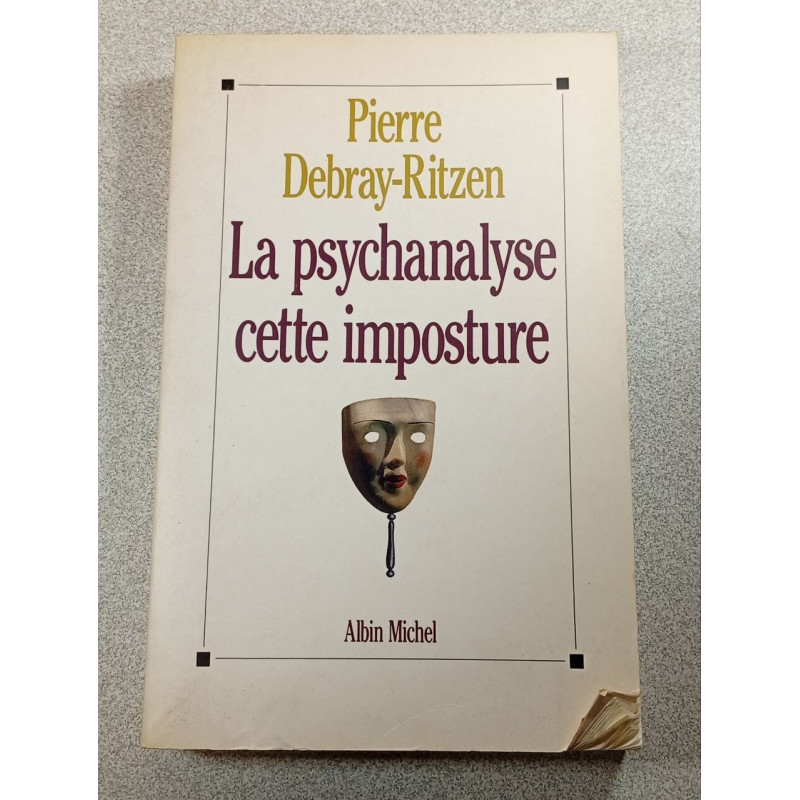 Pierre
Debray-Ritzen
La psychanalyse
cette imposture
Albin Michel